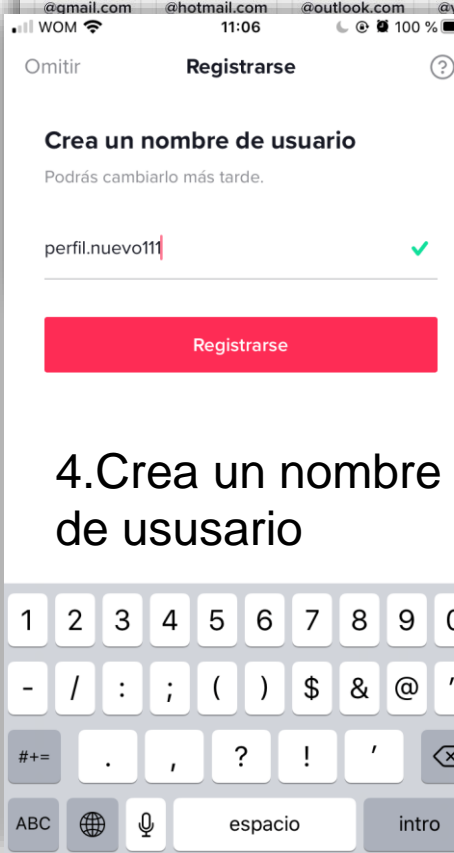 @gmail.com @hotmail.com @outlook.com
WOM 11:06 100 %
Omitir Registrarse ?
Crea un nombre de usuario
Podrás cambiarlo más tarde.
perfil.nuevo111
Registrarse
4.Crea un nombre
de ususario
1 2 3 4 5 6 7 8 9 0
- / : ; ( ) $ & @ "
#+= . , ? ! '
ABC espacio intro